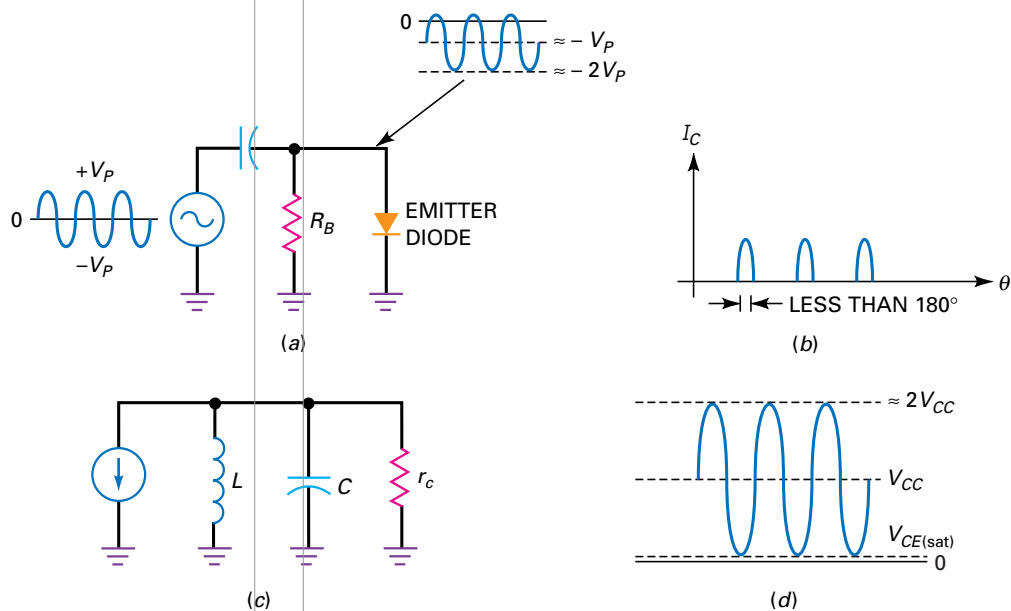 0
≈ – V_P
≈ – 2V_P
+V_P
0
–V_P
R_B
EMITTER
DIODE
(a)
I_C
θ
LESS THAN 180°
(b)
L
C
r_c
(c)
≈ 2V_CC
V_CC
V_CE(sat)
0
(d)